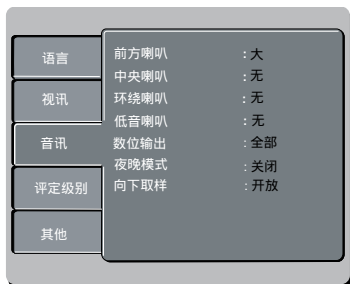 语言
视讯
音讯
评定级别
其他
前方喇叭 : 大
中央喇叭 : 无
环绕喇叭 : 无
低音喇叭 : 无
数位输出 : 全部
夜晚模式 : 关闭
向下取样 : 开放